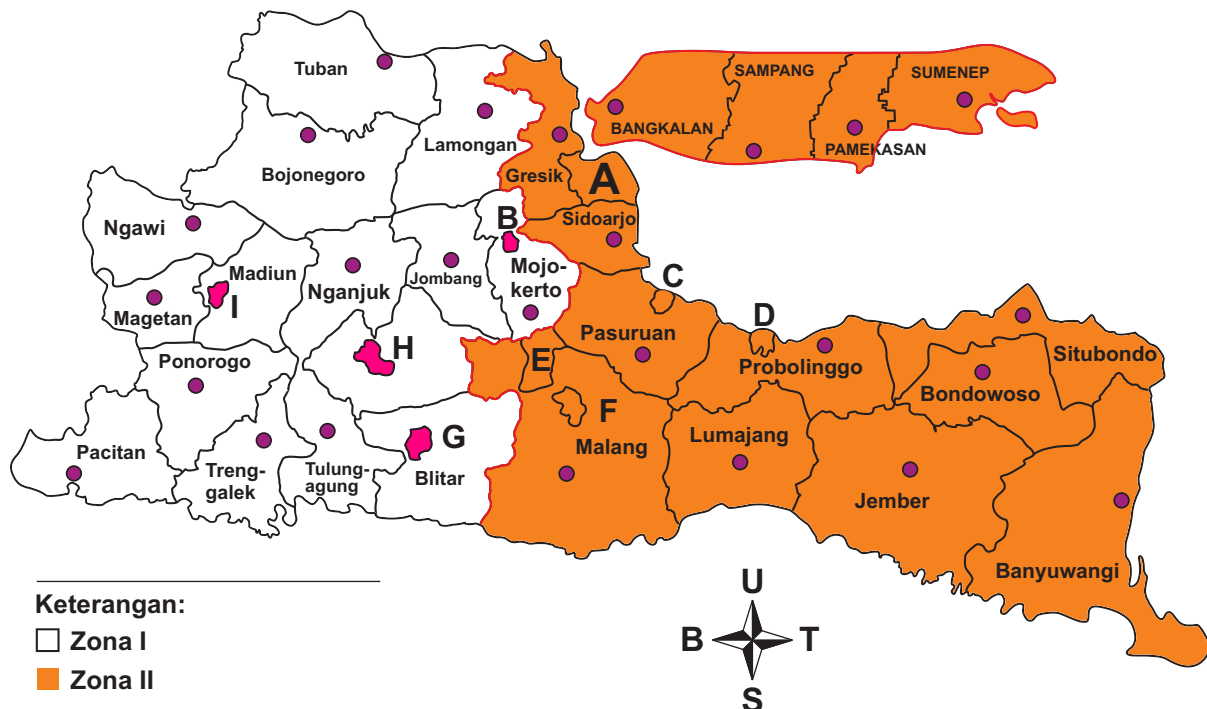 Tuban
SAMPANG
SUMENEP
Lamongan
BANGKALAN
PAMEKASAN
Bojonegoro
Gresik
A
Ngawi
B
Sidoarjo
Madiun
Jombang
Mojo-
kerto
C
I
Nganjuk
Magetan
Pasuruan
D
H
E
Ponorogo
Probolinggo
Situbondo
Bondowoso
F
G
Pacitan
Treng-
galek
Tulung-
agung
Blitar
Malang
Lumajang
Jember
Banyuwangi
Keterangan:
Zona I
Zona II
U
B
T
S